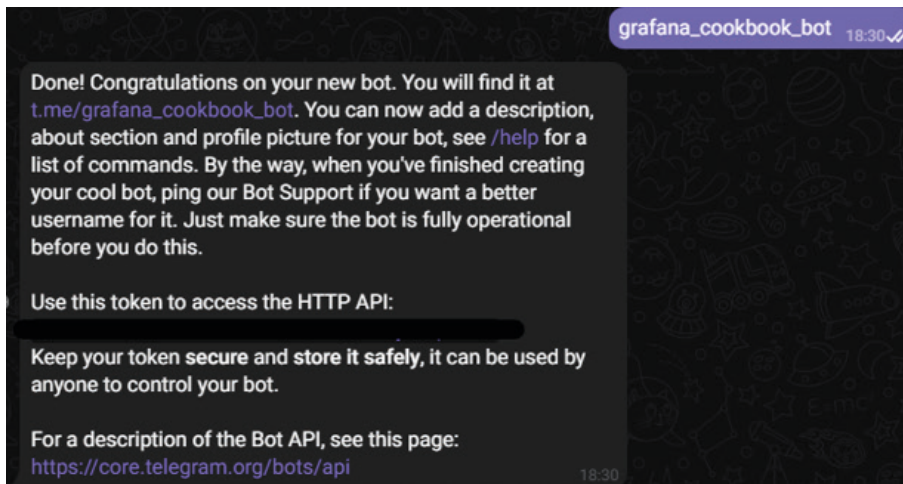 grafana_cookbook_bot 18:30
Done! Congratulations on your new bot. You will find it at
t.me/grafana_cookbook_bot. You can now add a description,
about section and profile picture for your bot, see /help for a
list of commands. By the way, when you've finished creating
your cool bot, ping our Bot Support if you want a better
username for it. Just make sure the bot is fully operational
before you do this.
Use this token to access the HTTP API:
Keep your token secure and store it safely, it can be used by
anyone to control your bot.
For a description of the Bot API, see this page:
https://core.telegram.org/bots/api
18:30